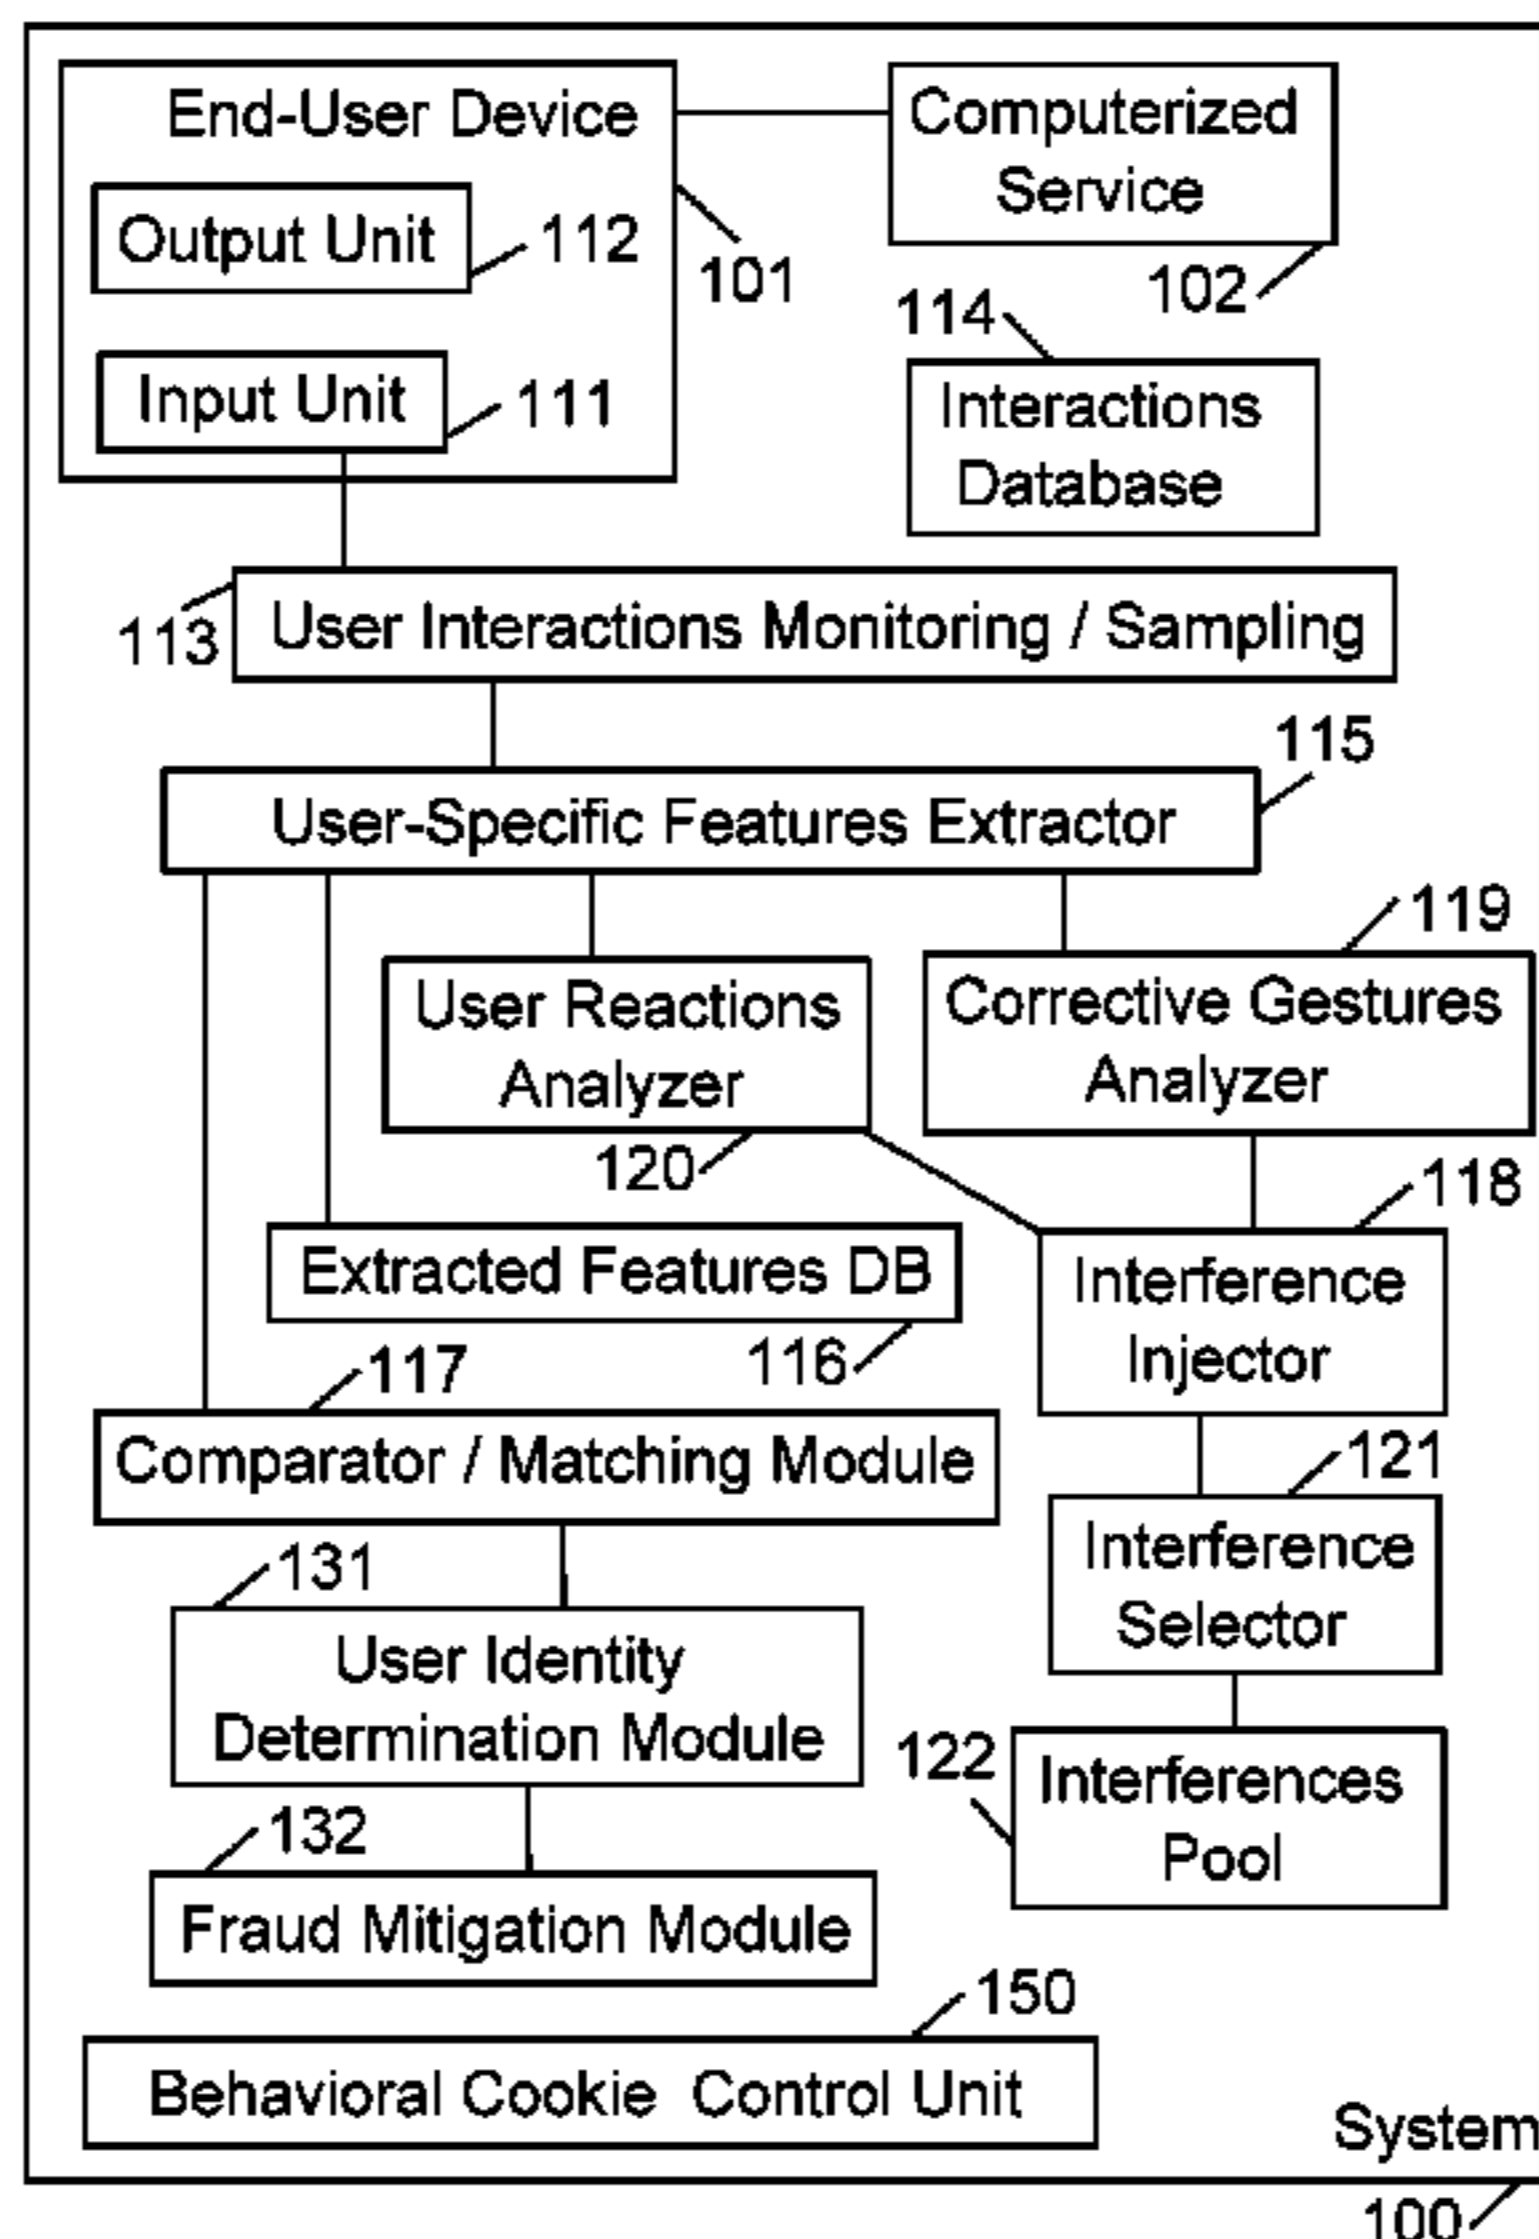 End-User Device
Computerized
Service
Output Unit
112
101
102
114
Input Unit
111
Interactions
Database
113
User Interactions Monitoring / Sampling
115
User-Specific Features Extractor
119
User Reactions
Analyzer
Corrective Gestures
Analyzer
120
118
Extracted Features DB
116
Interference
Injector
117
Comparator / Matching Module
121
131
Interference
Selector
User Identity
Determination Module
122
Interferences
Pool
132
Fraud Mitigation Module
150
Behavioral Cookie Control Unit
System
100